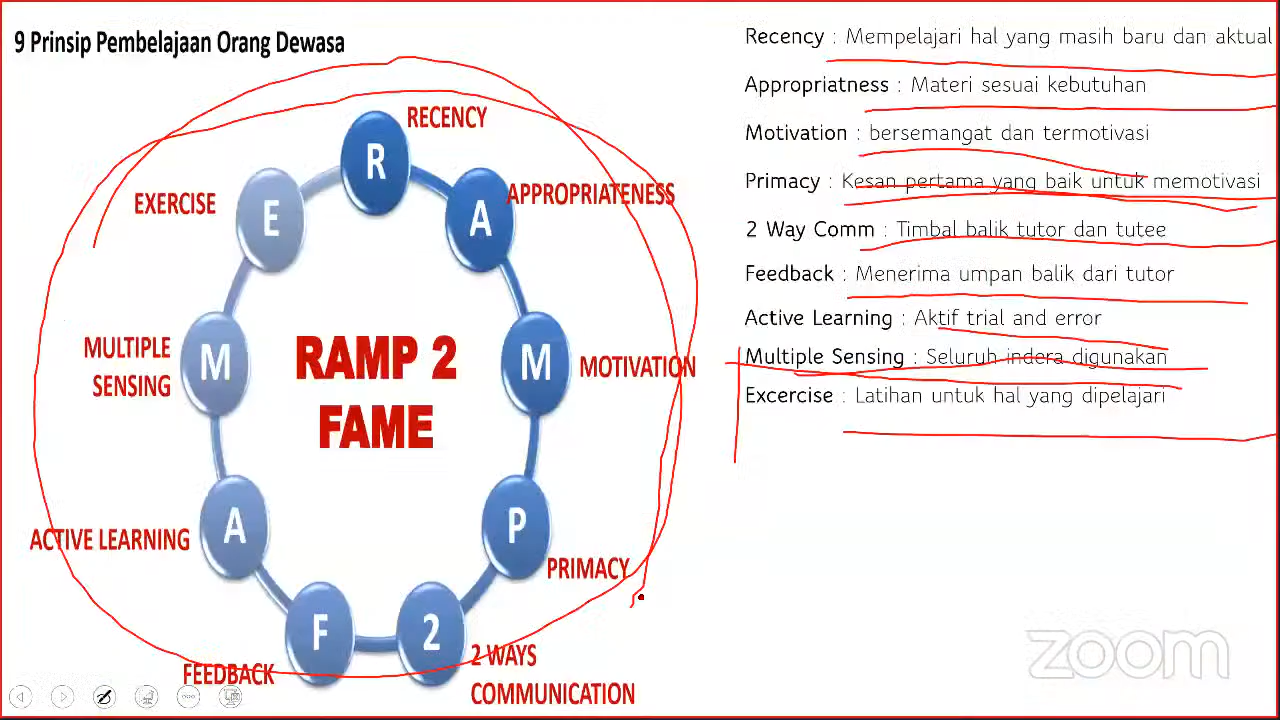 9 Prinsip Pembelajaan Orang Dewasa
RECENCY
R
APPROPRIATENESS
A
MOTIVATION
M
PRIMACY
P
2 WAYS
COMMUNICATION
2
FEEDBACK
F
ACTIVE LEARNING
A
MULTIPLE
SENSING
M
EXERCISE
E
RAMP 2
FAME
Recency : Mempelajari hal yang masih baru dan aktual
Appropriatness : Materi sesuai kebutuhan
Motivation : bersemangat dan termotivasi
Primacy : Kesan pertama yang baik untuk memotivasi
2 Way Comm : Timbal balik tutor dan tutee
Feedback : Menerima umpan balik dari tutor
Active Learning : Aktif trial and error
Multiple Sensing : Seluruh indera digunakan
Excercise : Latihan untuk hal yang dipelajari
zoom